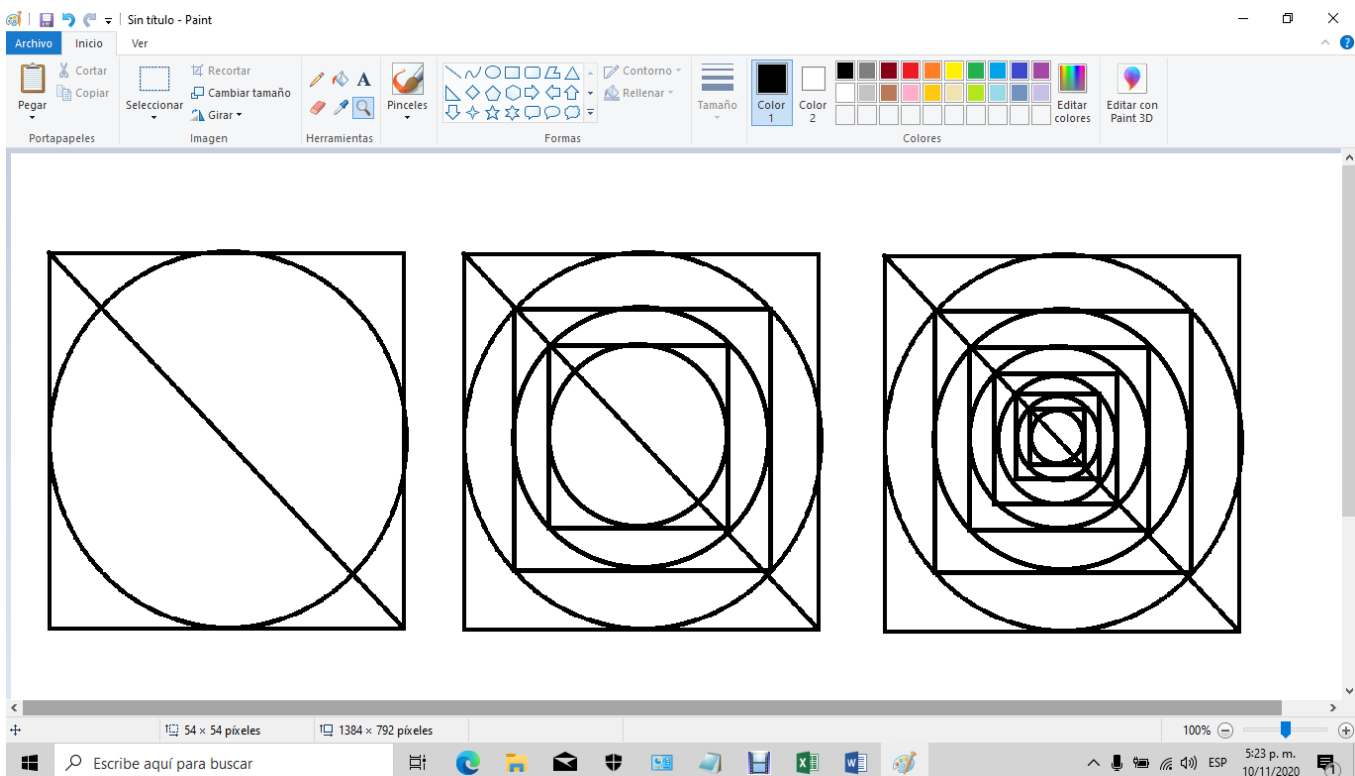 Sin título - Paint
Archivo Inicio Ver
Pegar
Cortar
Copiar
Portapapeles
Seleccionar
Recortar
Cambiar tamaño
Girar
Imagen
A
Herramientas
Pinceles
Contorno
Rellenar
Formas
Tamaño
Color 1
Color 2
Editar colores
Colores
Editar con Paint 3D
54 × 54 píxeles
1384 × 792 píxeles
100%
Escribe aquí para buscar
ESP
5:23 p. m.
10/11/2020
1